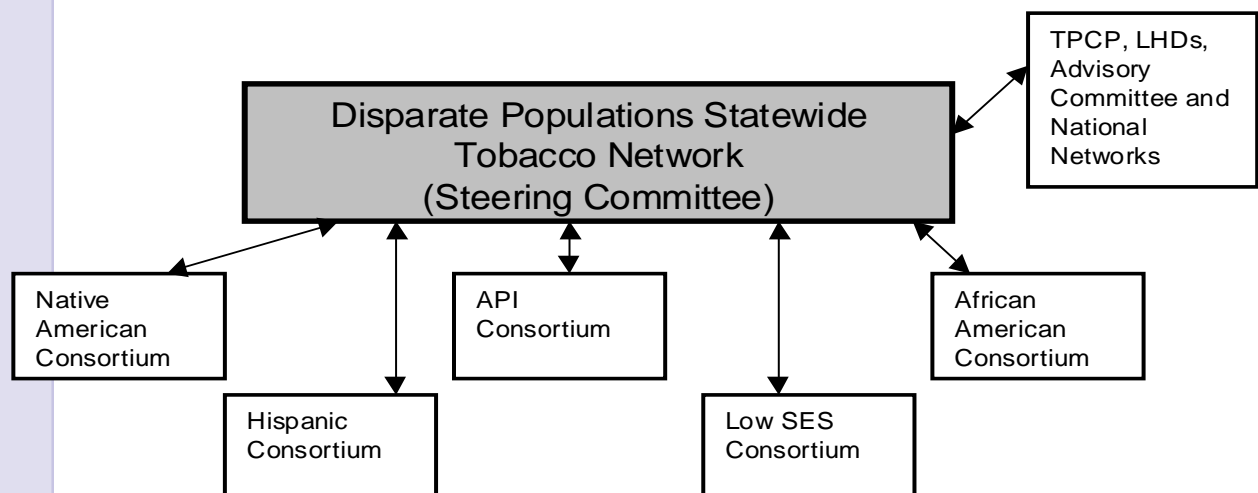 TPCP, LHDs,
Advisory
Committee and
National
Networks
Disparate Populations Statewide
Tobacco Network
(Steering Committee)
Native
American
Consortium
API
Consortium
African
American
Consortium
Hispanic
Consortium
Low SES
Consortium